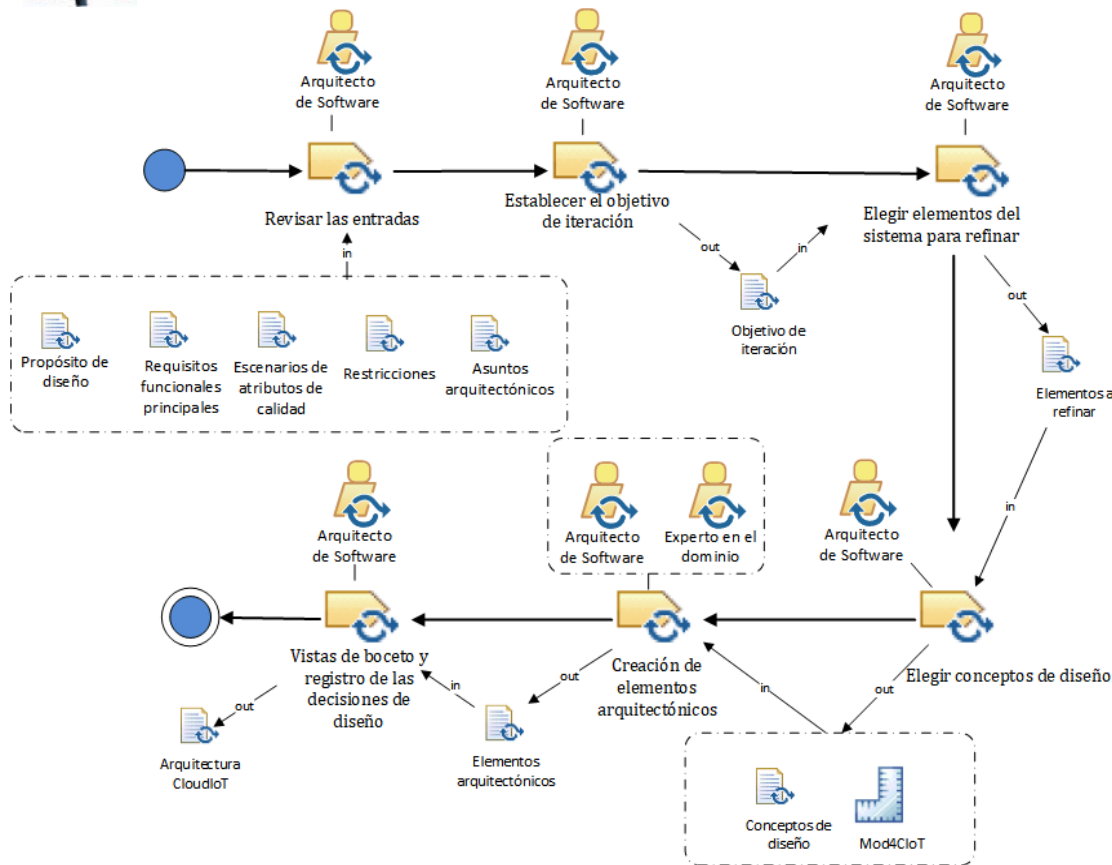 Arquitecto
de Software
Arquitecto
de Software
Arquitecto
de Software
Revisar las entradas
Establecer el objetivo
de iteración
Elegir elementos del
sistema para refinar
in
out
in
out
Objetivo de
iteración
Elementos a
refinar
Propósito de
diseño
Requisitos
funcionales
principales
Escenarios de
atributos de
calidad
Restricciones
Asuntos
arquitectónicos
in
Arquitecto
de Software
Arquitecto
de Software
Experto en el
dominio
Arquitecto
de Software
Vistas de boceto y
registro de las
decisiones de
diseño
Creación de
elementos
arquitectónicos
Elegir conceptos de diseño
out
in
out
in
out
Arquitectura
CloudIoT
Elementos
arquitectónicos
Conceptos de
diseño
Mod4CIoT